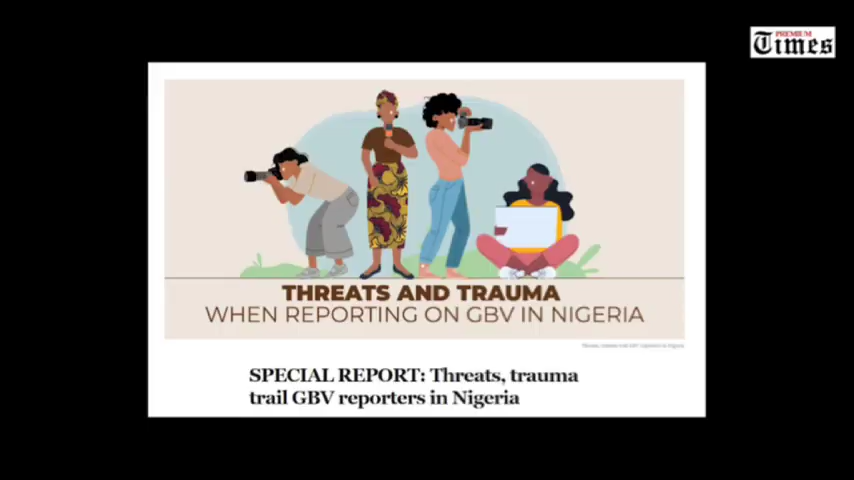 PREMIUM
Times
THREATS AND TRAUMA
WHEN REPORTING ON GBV IN NIGERIA
SPECIAL REPORT: Threats, trauma
trail GBV reporters in Nigeria